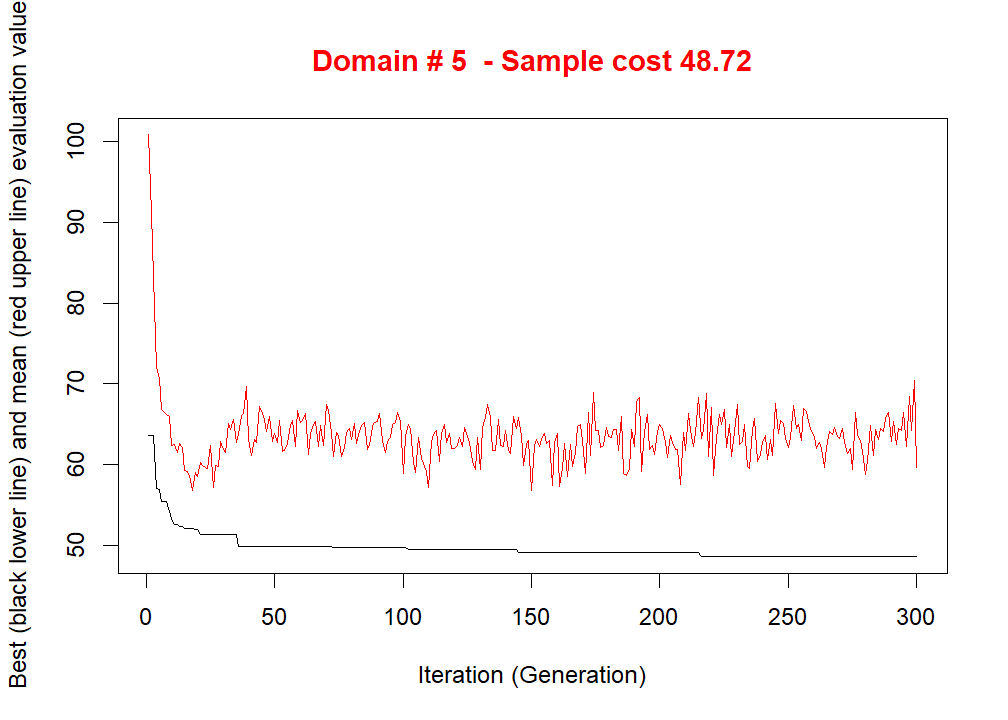 Domain # 5  - Sample cost 48.72
Best (black lower line) and mean (red upper line) evaluation value
100
90
80
70
60
50
0 50 100 150 200 250 300
Iteration (Generation)